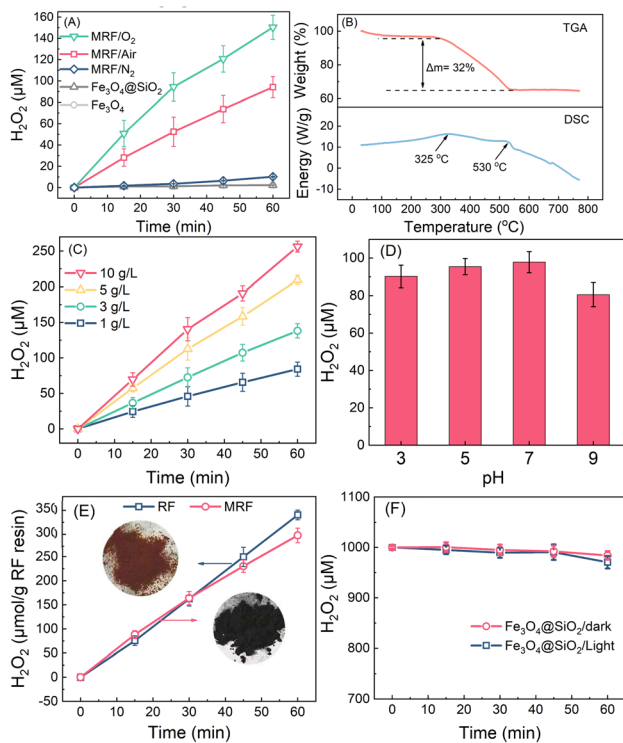 (A)
MRF/O₂
MRF/Air
MRF/N₂
Fe₃O₄@SiO₂
Fe₃O₄
H₂O₂ (μM)
160
140
120
100
80
60
40
20
0
0 10 20 30 40 50 60
Time (min)
(B)
TGA
Weight (%)
100
90
80
70
60
Δm= 32%
DSC
Energy (W/g)
20
10
0
-10
325 °C
530 °C
0 100 200 300 400 500 600 700 800
Temperature (°C)
(C)
10 g/L
5 g/L
3 g/L
1 g/L
H₂O₂ (μM)
250
200
150
100
50
0
0 10 20 30 40 50 60
Time (min)
(D)
H₂O₂ (μM)
100
80
60
40
20
0
3 5 7 9
pH
(E)
RF
MRF
H₂O₂ (μmol/g RF resin)
350
300
250
200
150
100
50
0
-50
0 10 20 30 40 50 60
Time (min)
(F)
H₂O₂ (μM)
1100
1000
900
800
700
Fe₃O₄@SiO₂/dark
Fe₃O₄@SiO₂/Light
0 10 20 30 40 50 60
Time (min)